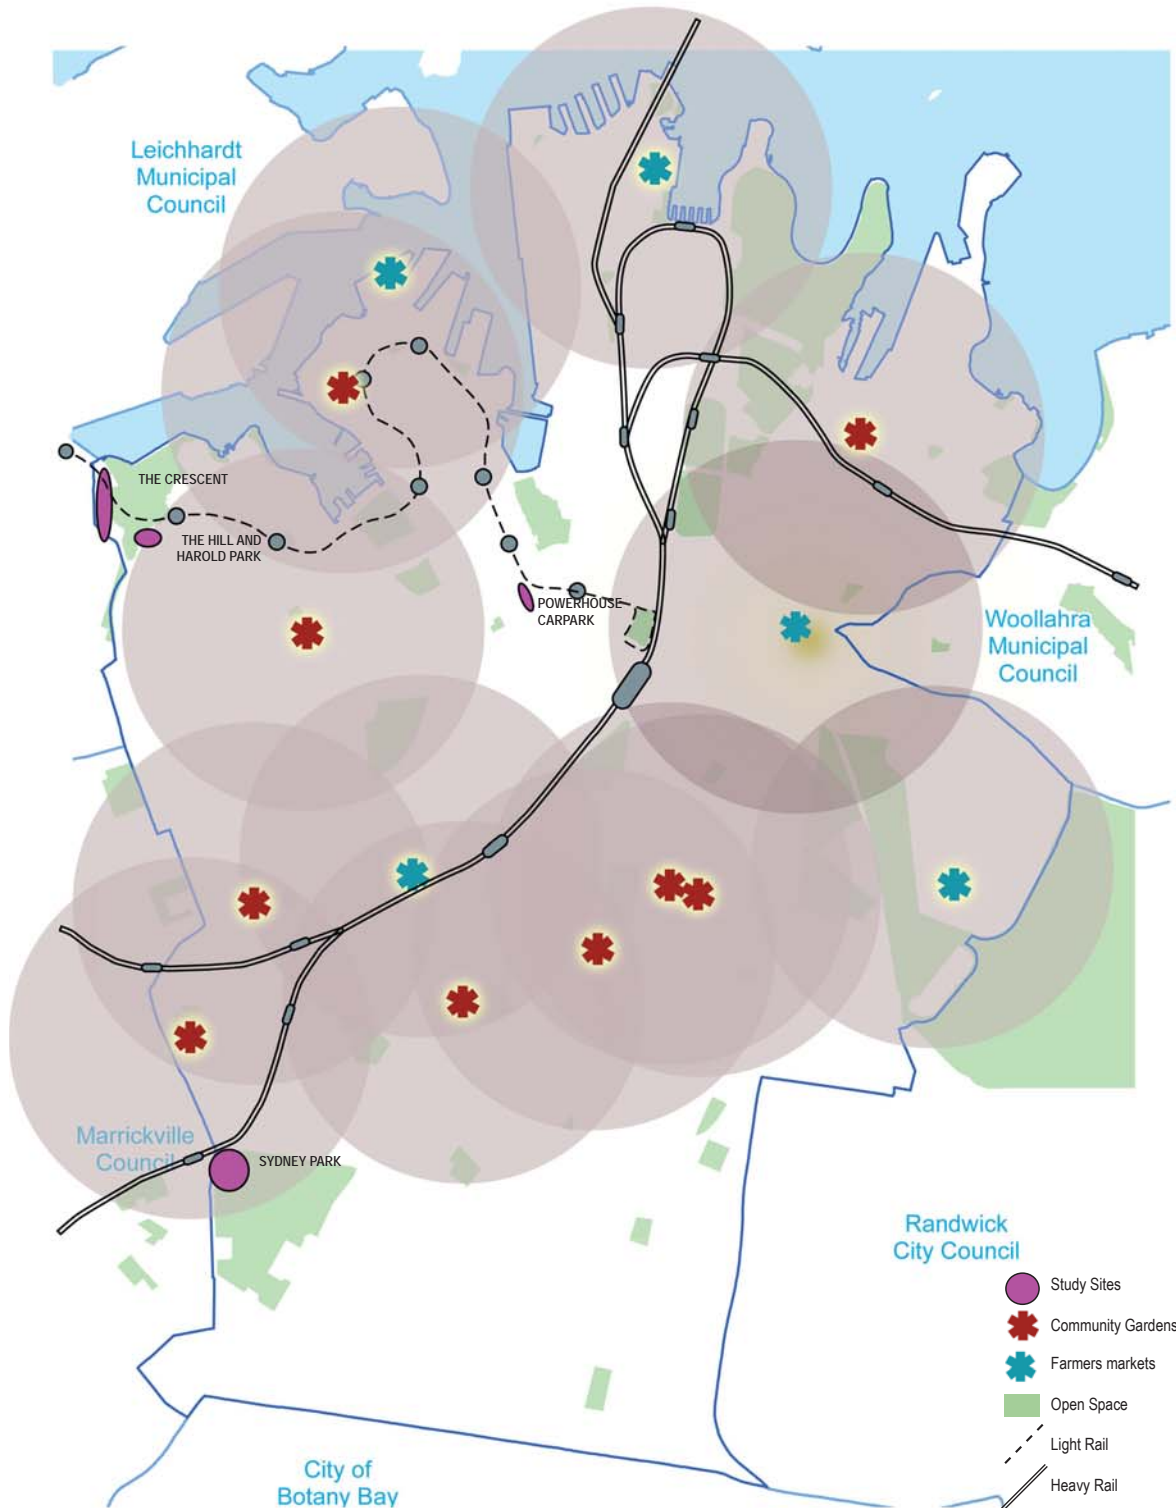 Leichhardt
Municipal
Council
THE CRESCENT
THE HILL AND
HAROLD PARK
POWERHOUSE
CARPARK
Woollahra
Municipal
Council
Marrickville
Council
SYDNEY PARK
Randwick
City Council
Study Sites
Community Gardens
Farmers markets
Open Space
Light Rail
Heavy Rail
City of
Botany Bay